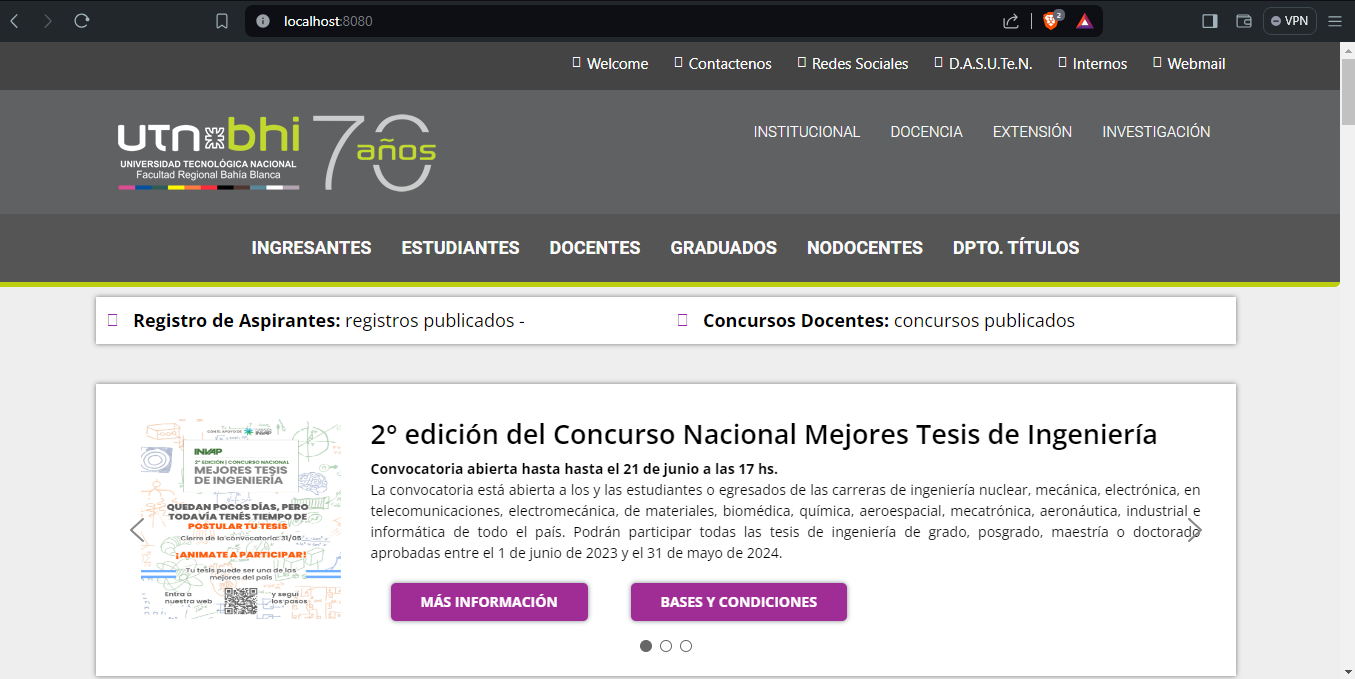 localhost:8080
2
VPN
Welcome Contactenos Redes Sociales D.A.S.U.Te.N. Internos Webmail
utn bhi 70 años
UNIVERSIDAD TECNOLÓGICA NACIONAL
Facultad Regional Bahía Blanca
INSTITUCIONAL DOCENCIA EXTENSIÓN INVESTIGACIÓN
INGRESANTES ESTUDIANTES DOCENTES GRADUADOS NODOCENTES DPTO. TÍTULOS
Registro de Aspirantes: registros publicados - Concursos Docentes: concursos publicados
CON EL APOYO DE INVAP
INVAP
2° EDICIÓN | CONCURSO NACIONAL
MEJORES TESIS
DE INGENIERÍA
QUEDAN POCOS DÍAS, PERO
TODAVÍA TENÉS TIEMPO DE
POSTULAR TU TESIS
Cierre de la convocatoria: 31/05
¡ANIMATE A PARTICIPAR!
Tu tesis puede ser una de las
mejores del país
Entra a
nuestra web
y seguí
los pasos
2° edición del Concurso Nacional Mejores Tesis de Ingeniería
Convocatoria abierta hasta hasta el 21 de junio a las 17 hs.
La convocatoria está abierta a los y las estudiantes o egresados de las carreras de ingeniería nuclear, mecánica, electrónica, en
telecomunicaciones, electromecánica, de materiales, biomédica, química, aeroespacial, mecatrónica, aeronáutica, industrial e
informática de todo el país. Podrán participar todas las tesis de ingeniería de grado, posgrado, maestría o doctorado
aprobadas entre el 1 de junio de 2023 y el 31 de mayo de 2024.
MÁS INFORMACIÓN BASES Y CONDICIONES